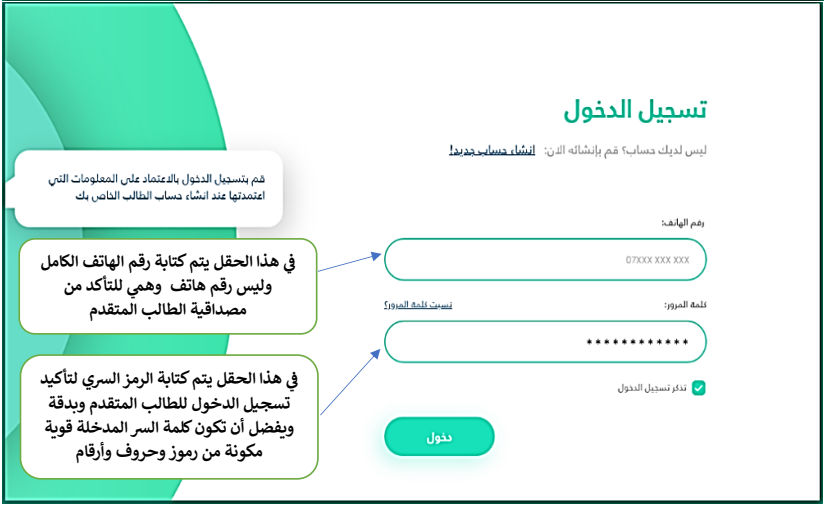 تسجيل الدخول
ليس لديك حساب؟ قم بإنشائه الان: انشاء حساب جديد!
قم بتسجيل الدخول بالاعتماد على المعلومات التي
اعتمدتها عند انشاء حساب الطالب الخاص بك
رقم الهاتف:
07XXX XXX XXX
في هذا الحقل يتم كتابة رقم الهاتف الكامل
وليس رقم هاتف وهمي للتأكد من
مصداقية الطالب المتقدم
كلمة المرور:
نسيت كلمة المرور؟
************
في هذا الحقل يتم كتابة الرمز السري لتأكيد
تسجيل الدخول للطالب المتقدم وبدقة
ويفضل أن تكون كلمة السر المدخلة قوية
مكونة من رموز وحروف وأرقام
تذكر تسجيل الدخول
دخول